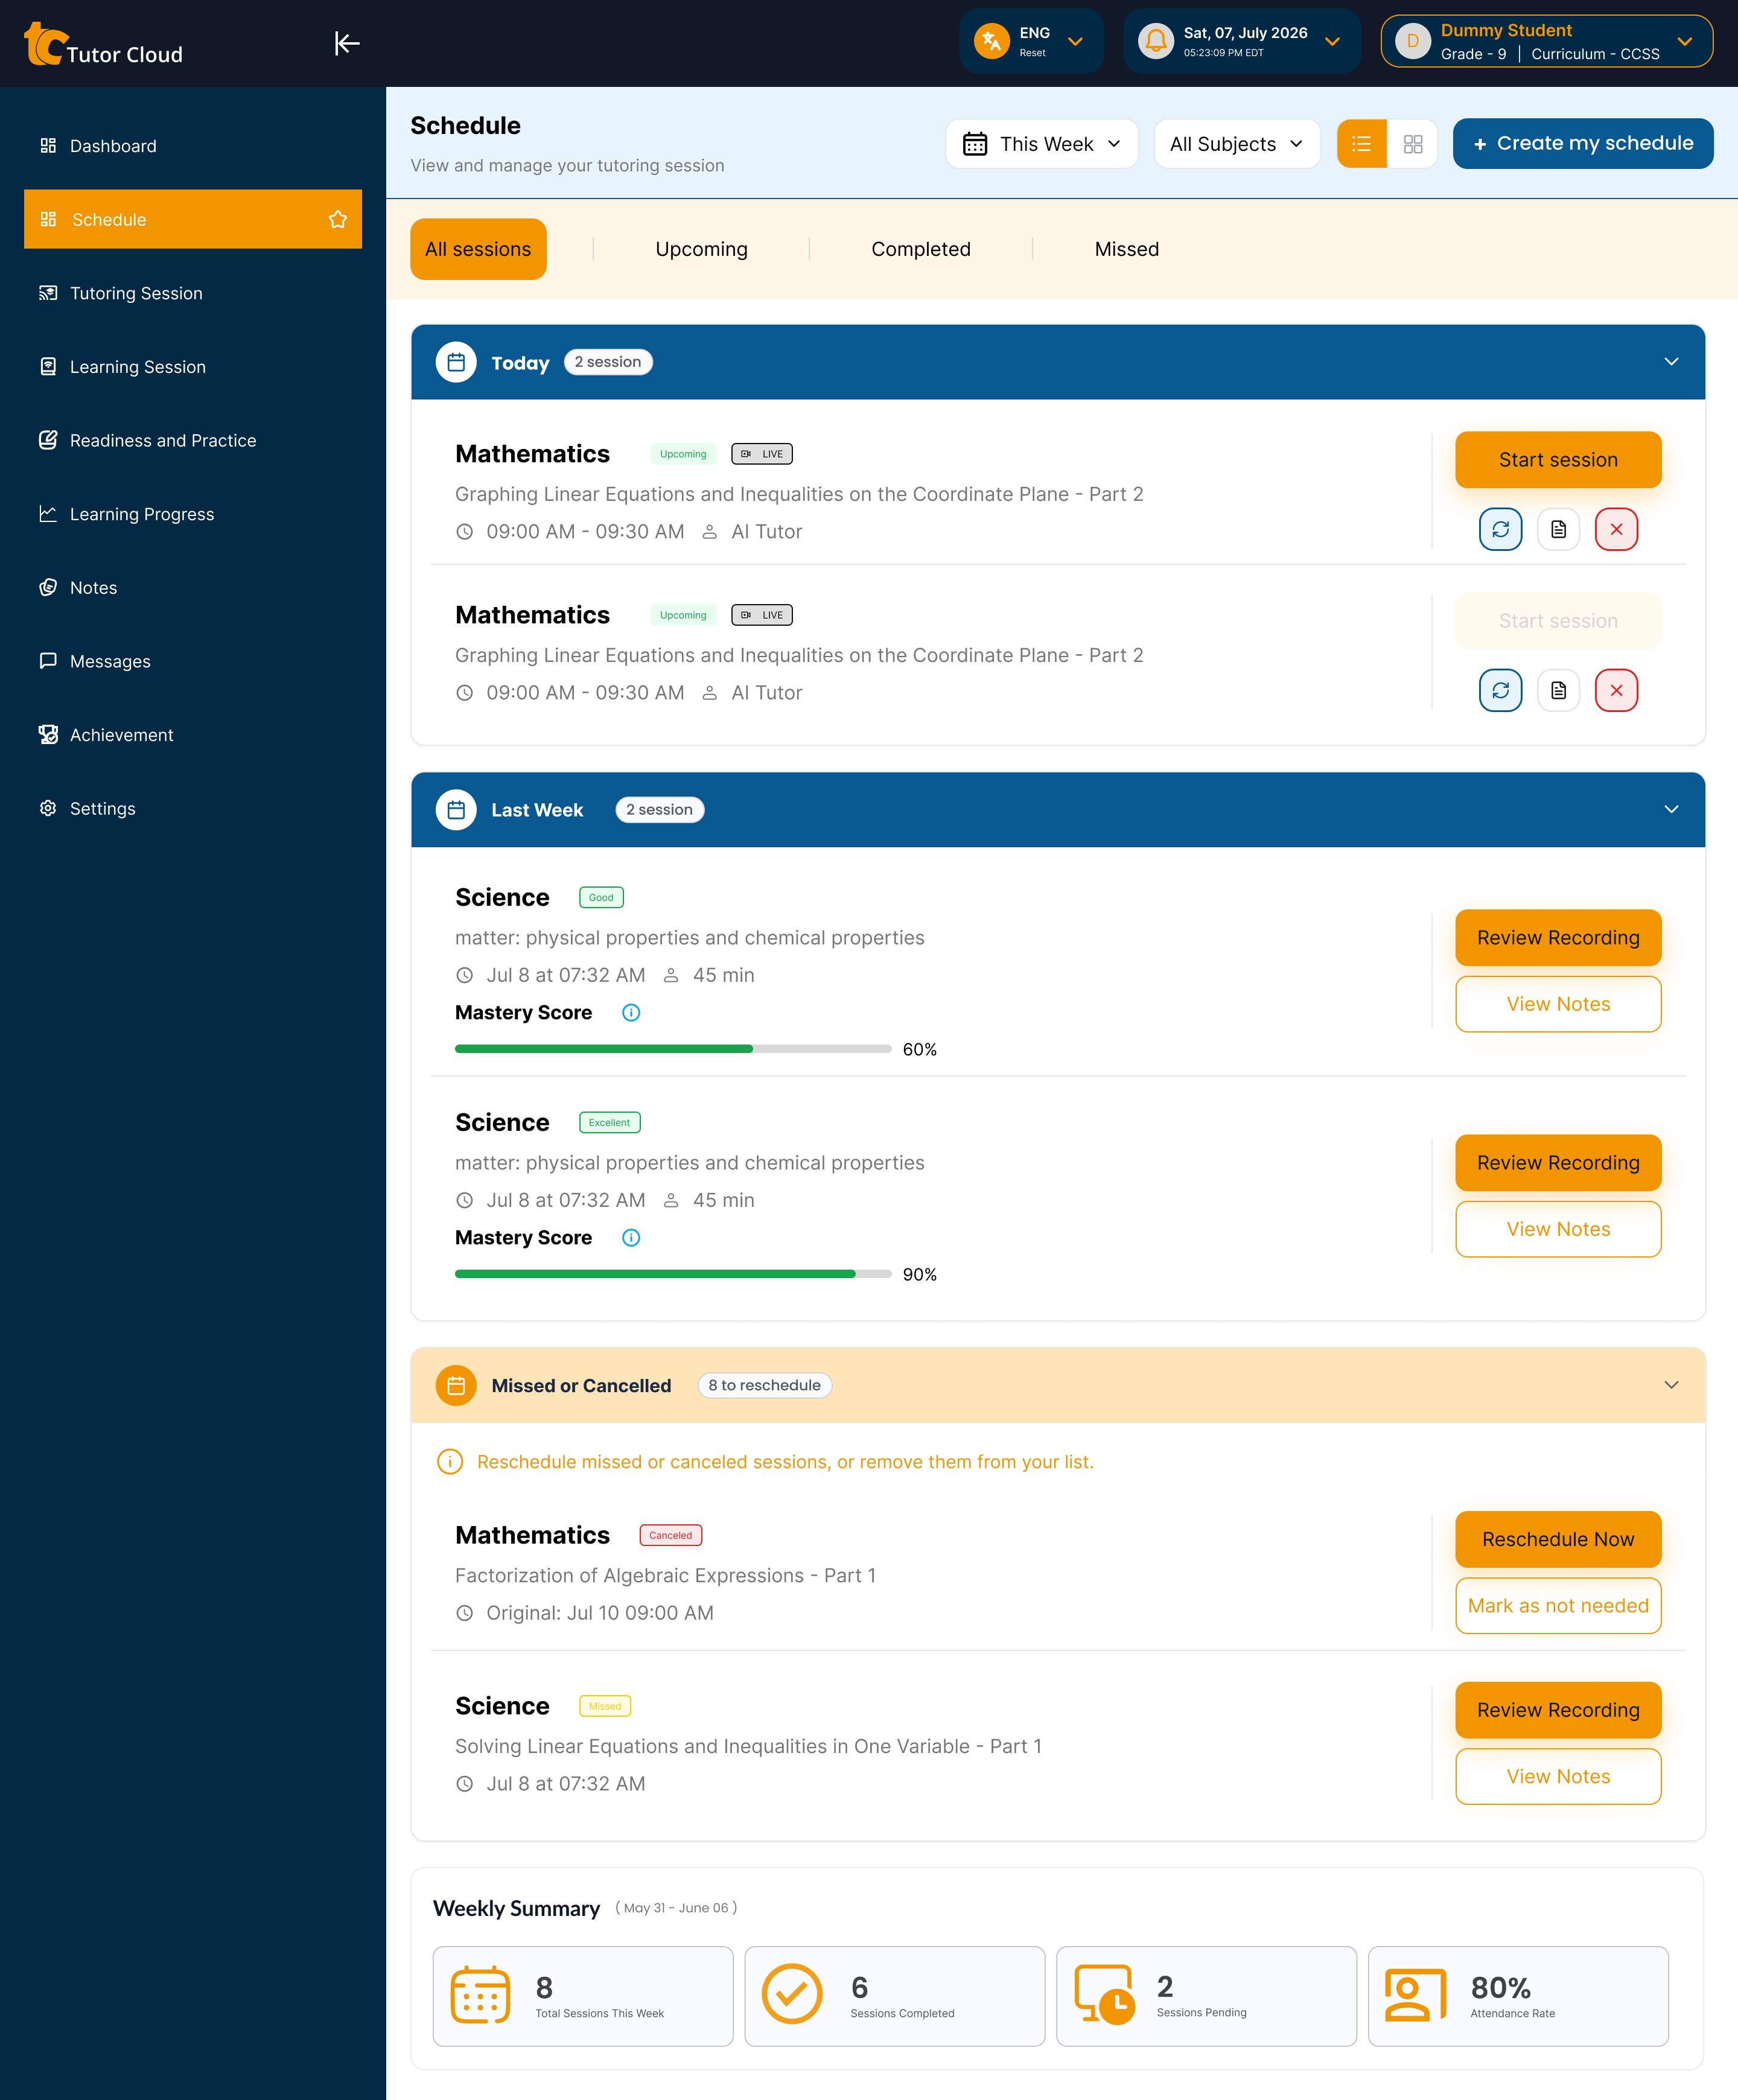 tc Tutor Cloud
ENG
Reset
Sat, 07, July 2026
05:23:09 PM EDT
D
Dummy Student
Grade - 9 | Curriculum - CCSS
Dashboard
Schedule
Tutoring Session
Learning Session
Readiness and Practice
Learning Progress
Notes
Messages
Achievement
Settings
Schedule
View and manage your tutoring session
This Week
All Subjects
+ Create my schedule
All sessions
Upcoming
Completed
Missed
Today 2 session
Mathematics Upcoming LIVE
Graphing Linear Equations and Inequalities on the Coordinate Plane - Part 2
09:00 AM - 09:30 AM AI Tutor
Start session
Mathematics Upcoming LIVE
Graphing Linear Equations and Inequalities on the Coordinate Plane - Part 2
09:00 AM - 09:30 AM AI Tutor
Start session
Last Week 2 session
Science Good
matter: physical properties and chemical properties
Jul 8 at 07:32 AM 45 min
Mastery Score
60%
Review Recording
View Notes
Science Excellent
matter: physical properties and chemical properties
Jul 8 at 07:32 AM 45 min
Mastery Score
90%
Review Recording
View Notes
Missed or Cancelled 8 to reschedule
Reschedule missed or canceled sessions, or remove them from your list.
Mathematics Canceled
Factorization of Algebraic Expressions - Part 1
Original: Jul 10 09:00 AM
Reschedule Now
Mark as not needed
Science Missed
Solving Linear Equations and Inequalities in One Variable - Part 1
Jul 8 at 07:32 AM
Review Recording
View Notes
Weekly Summary ( May 31 - June 06 )
8
Total Sessions This Week
6
Sessions Completed
2
Sessions Pending
80%
Attendance Rate